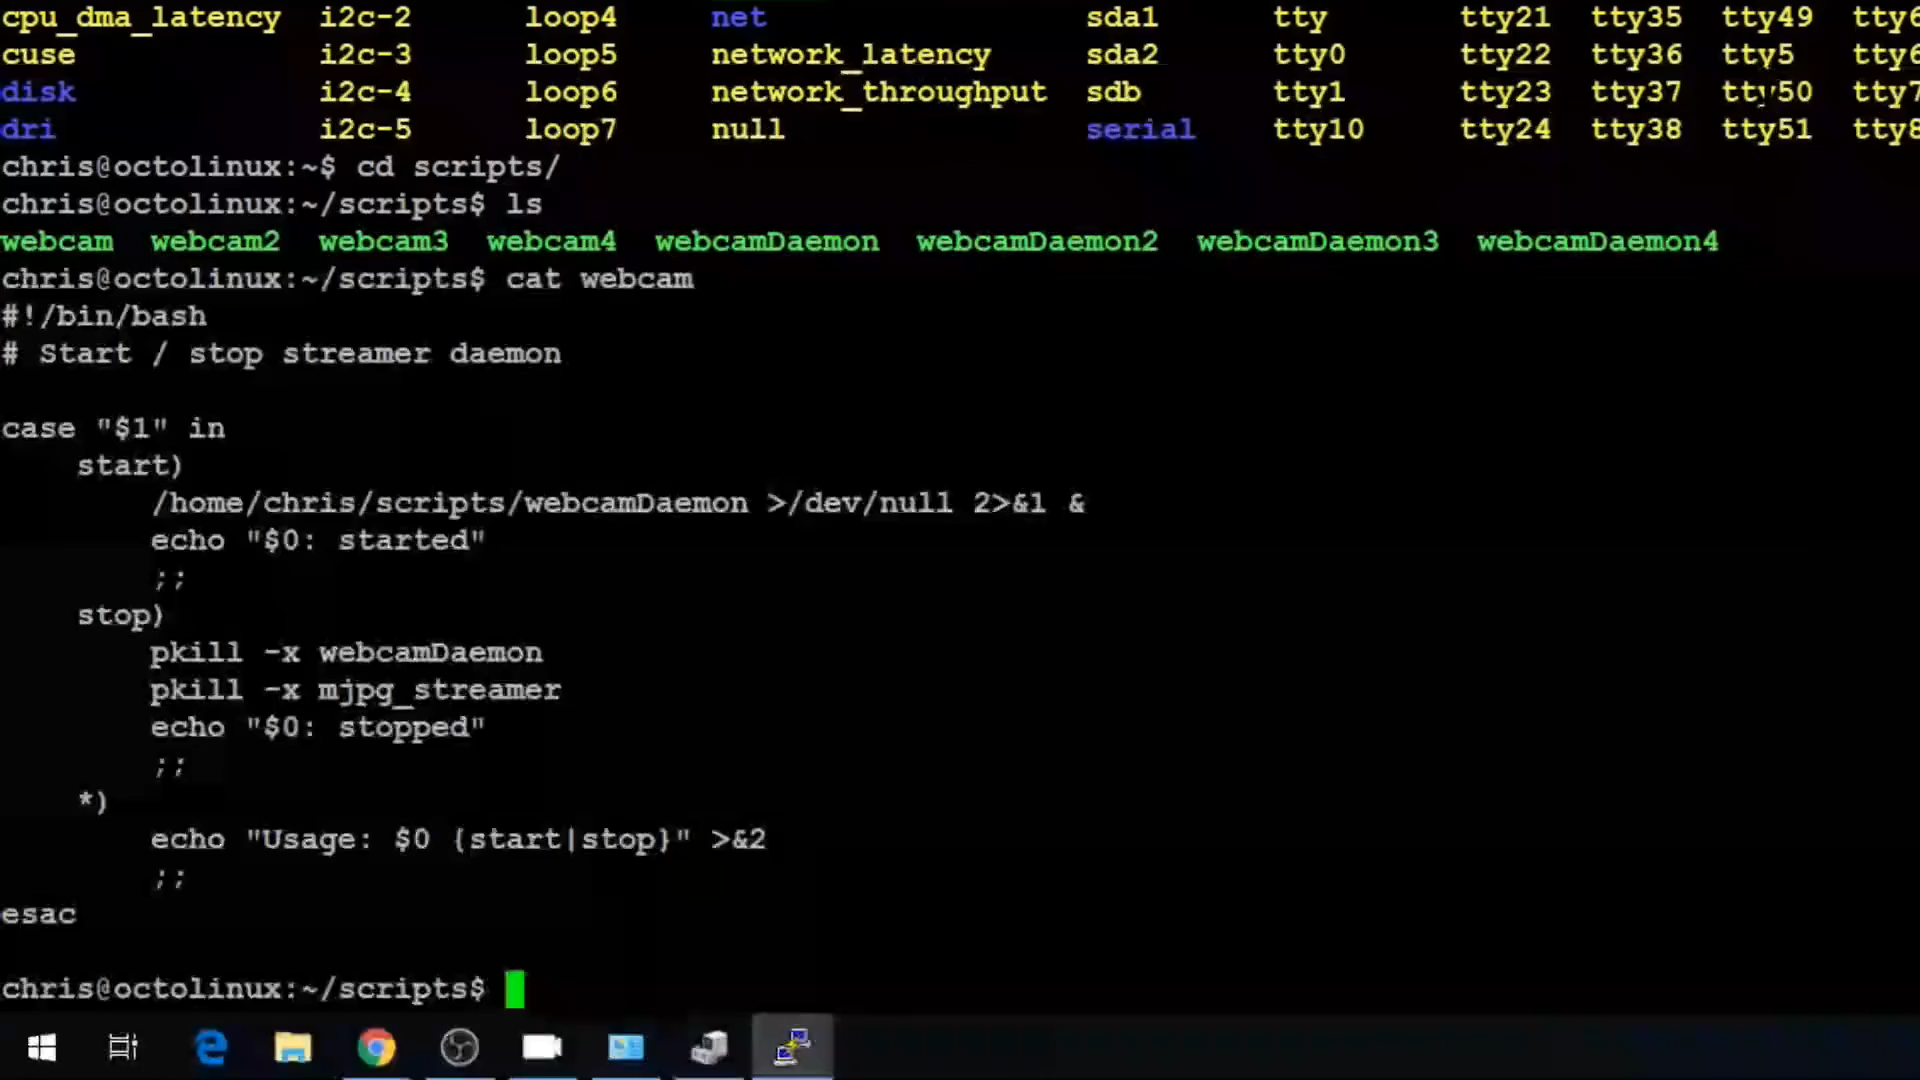 cpu_dma_latency i2c-2 loop4 net sda1 tty tty21 tty35 tty49
cuse i2c-3 loop5 network_latency sda2 tty0 tty22 tty36 tty5
disk i2c-4 loop6 network_throughput sdb tty1 tty23 tty37 tty50
dri i2c-5 loop7 null serial tty10 tty24 tty38 tty51
chris@octolinux:~$ cd scripts/
chris@octolinux:~/scripts$ ls
webcam webcam2 webcam3 webcam4 webcamDaemon webcamDaemon2 webcamDaemon3 webcamDaemon4
chris@octolinux:~/scripts$ cat webcam
#!/bin/bash
# Start / stop streamer daemon
case "$1" in
start)
/home/chris/scripts/webcamDaemon >/dev/null 2>&1 &
echo "$0: started"
;;
stop)
pkill -x webcamDaemon
pkill -x mjpg_streamer
echo "$0: stopped"
;;
*)
echo "Usage: $0 {start|stop}" >&2
;;
esac
chris@octolinux:~/scripts$